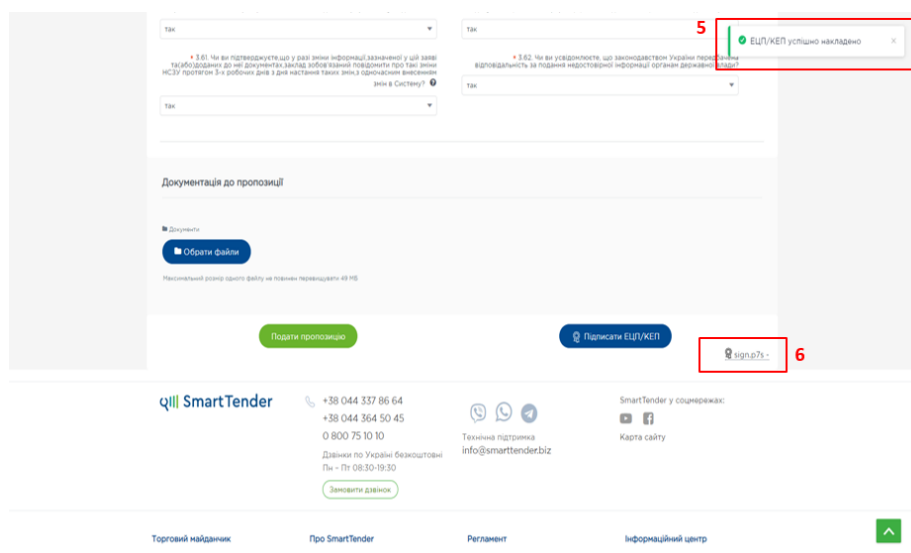 так
так
5
ЕЦП/КЕП успішно накладено
* 3.61. Чи ви підтверджуєте,що у разі зміни інформації,зазначеної у цій заяві
та(або)доданих до неї документах,заклад зобов'язаний повідомити про такі зміни
НСЗУ протягом 3-х робочих днів з дня настання таких змін,з одночасним внесенням
змін в Систему?
* 3.62. Чи ви усвідомлюєте, що законодавством України передбачена
відповідальність за подання недостовірної інформації органам державної влади?
так
так
Документація до пропозиції
Документи
Обрати файли
Максимальний розмір одного файлу не повинен перевищувати 49 МБ
Подати пропозицію
Підписати ЕЦП/КЕП
sign.p7s -
6
SmartTender
+38 044 337 86 64
+38 044 364 50 45
0 800 75 10 10
Дзвінки по Україні безкоштовні
Пн - Пт 08:30-19:30
Замовити дзвінок
Технічна підтримка
info@smarttender.biz
SmartTender у соцмережах:
Карта сайту
Торговий майданчик
Про SmartTender
Регламент
Інформаційний центр